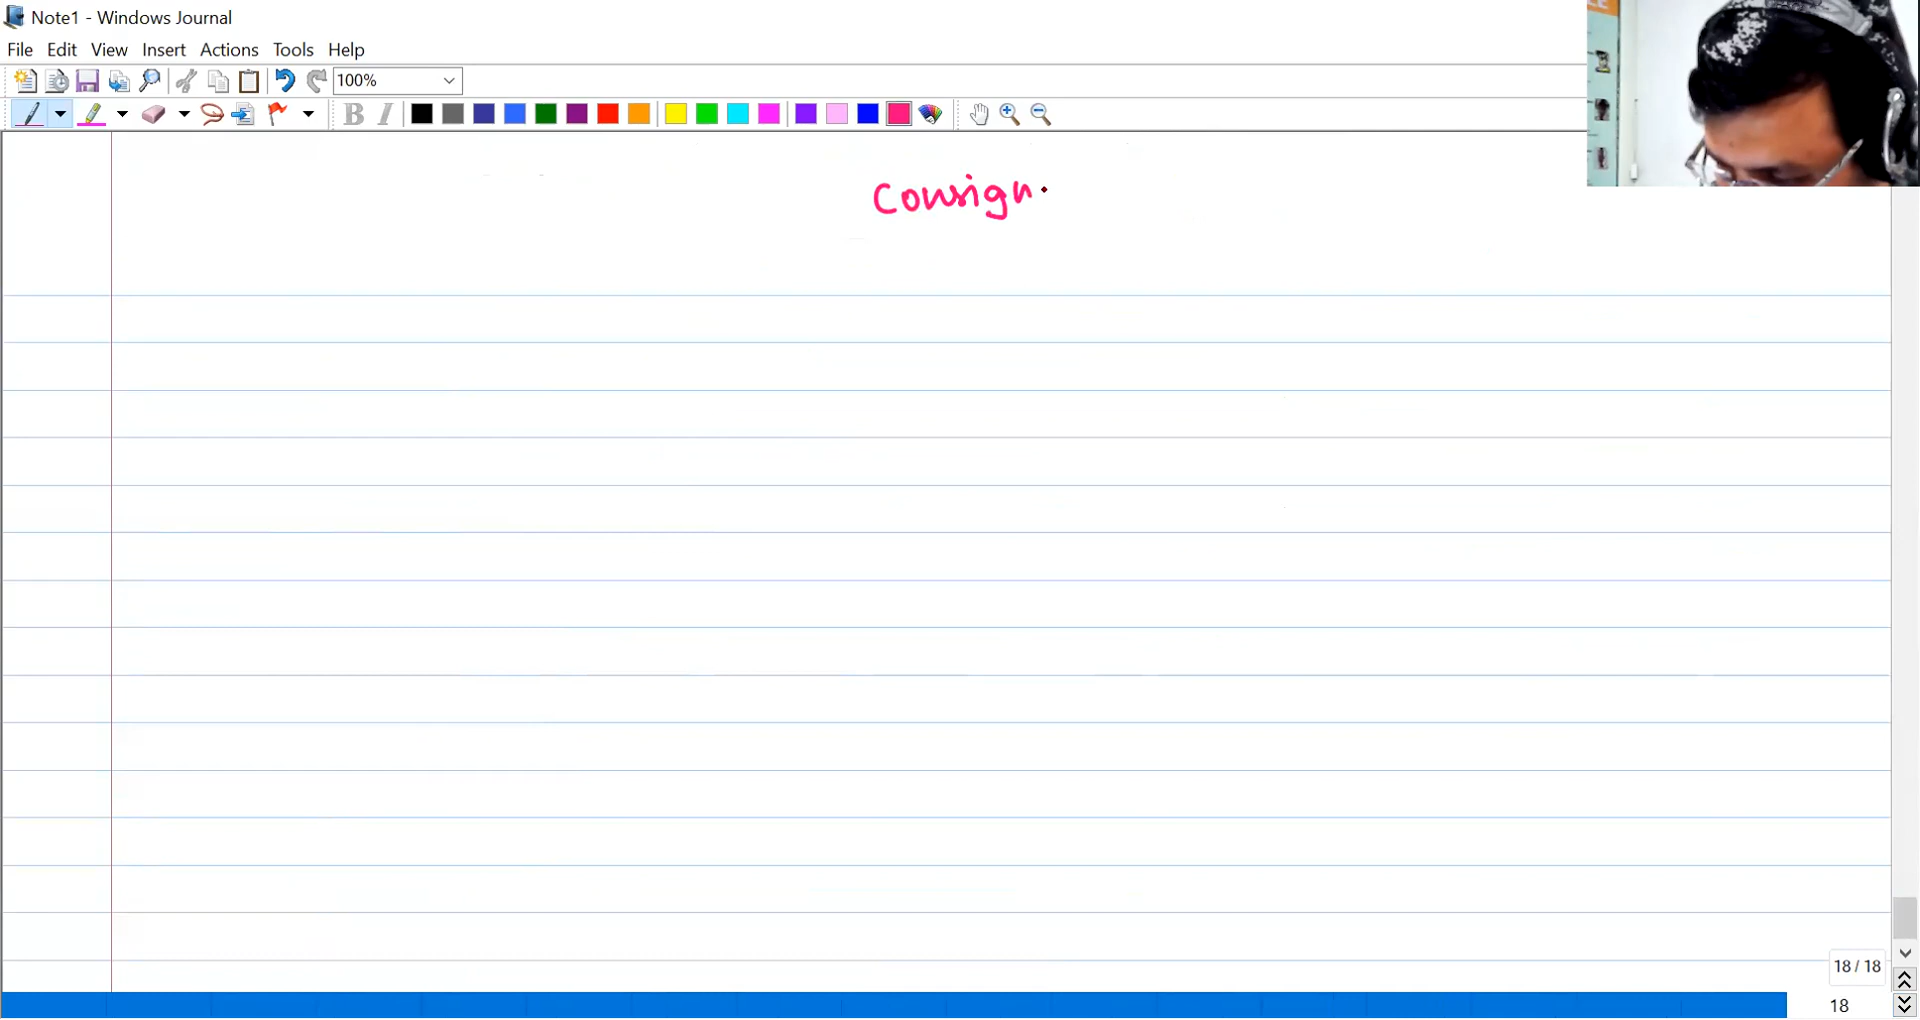 Note1 - Windows Journal
File Edit View Insert Actions Tools Help
100%
B I
Consign
18 / 18
18